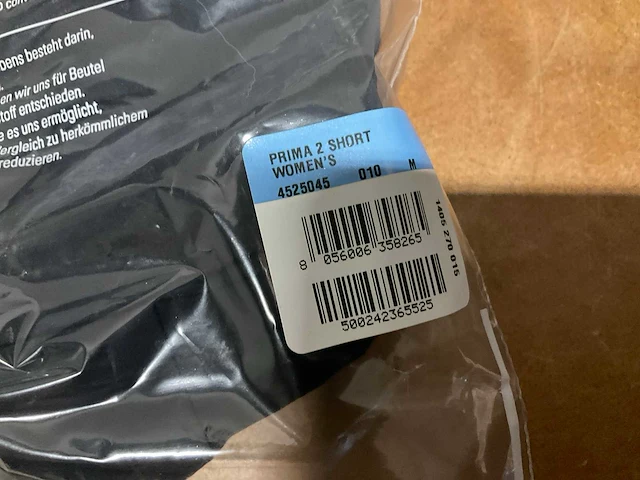 oens besteht darin,
en wir uns für Beutel
toff entschieden.
e es uns ermöglicht,
ergleich zu herkömmlichem
reduzieren.
PRIMA 2 SHORT
WOMEN'S
4525045 010 M
8 056006 358265
500242365525
1405 270 015